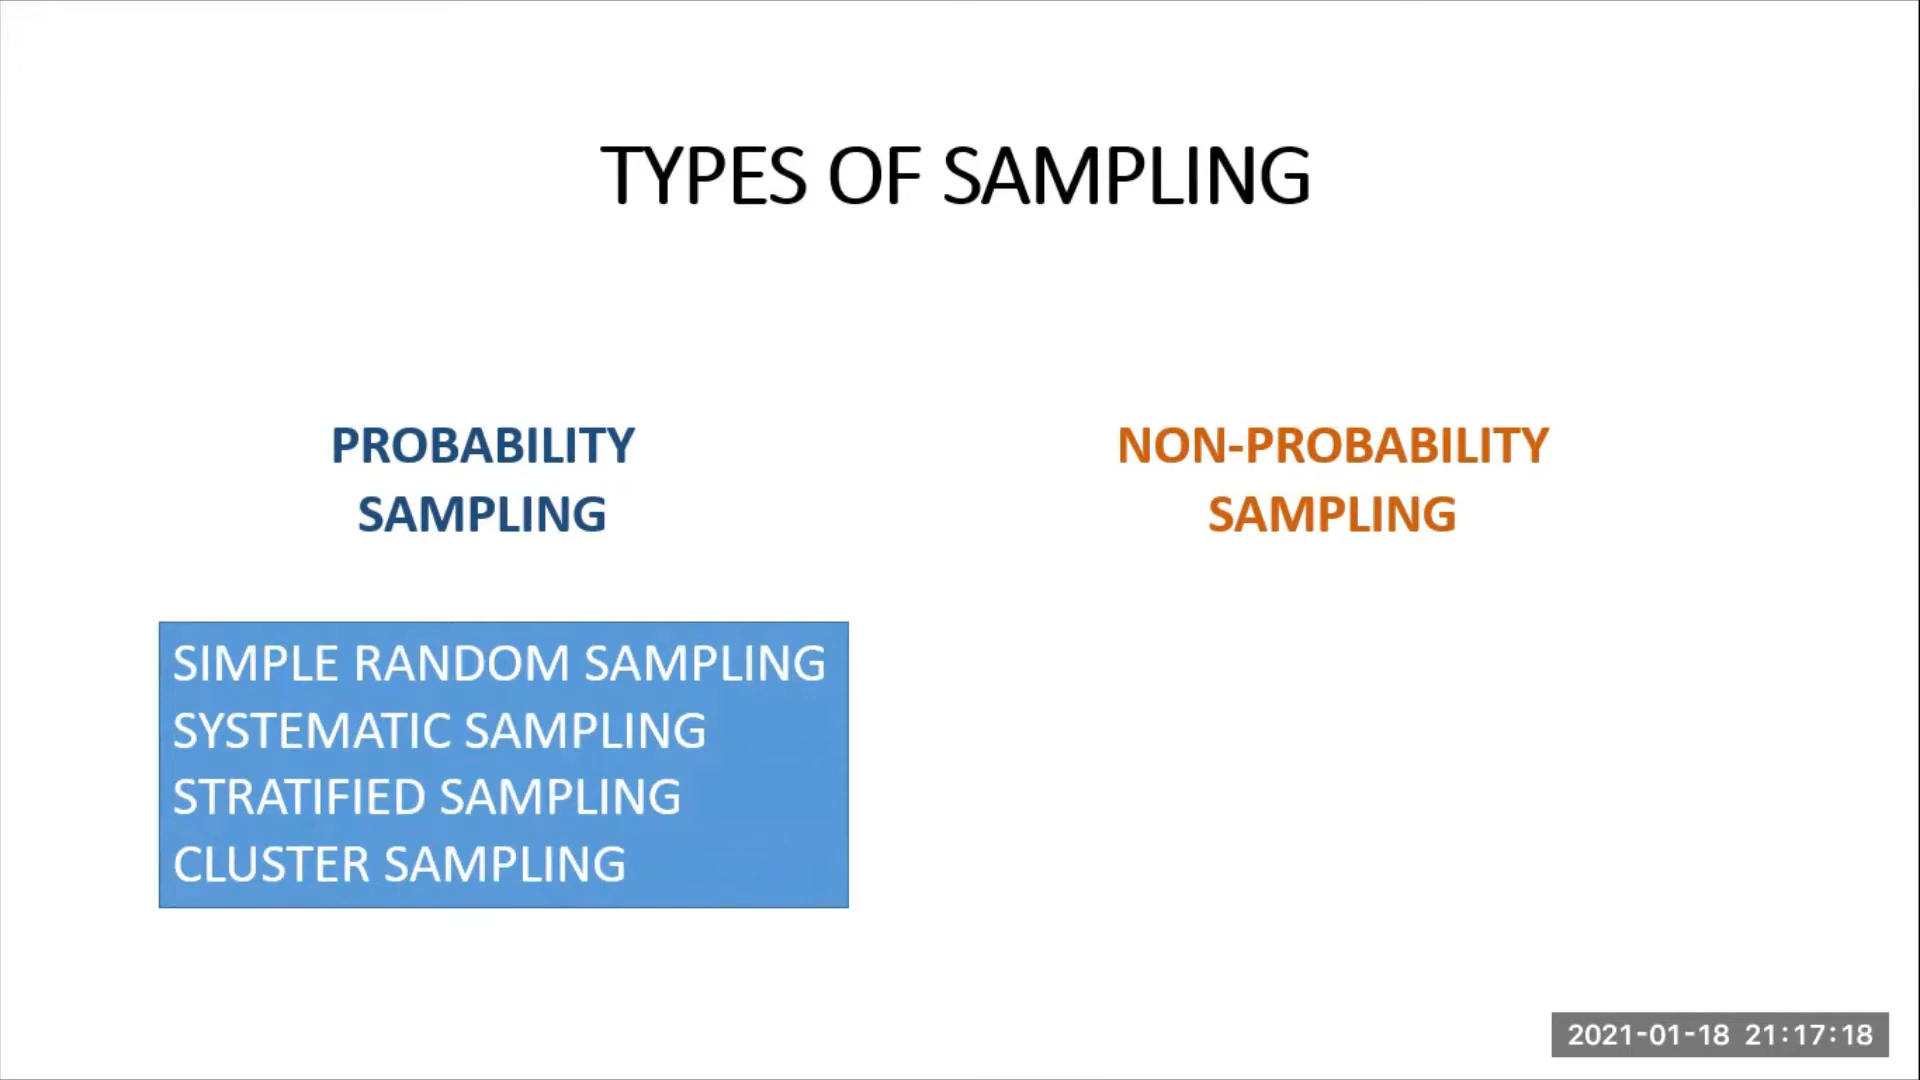 TYPES OF SAMPLING
PROBABILITY
SAMPLING
NON-PROBABILITY
SAMPLING
SIMPLE RANDOM SAMPLING
SYSTEMATIC SAMPLING
STRATIFIED SAMPLING
CLUSTER SAMPLING
2021-01-18 21:17:18